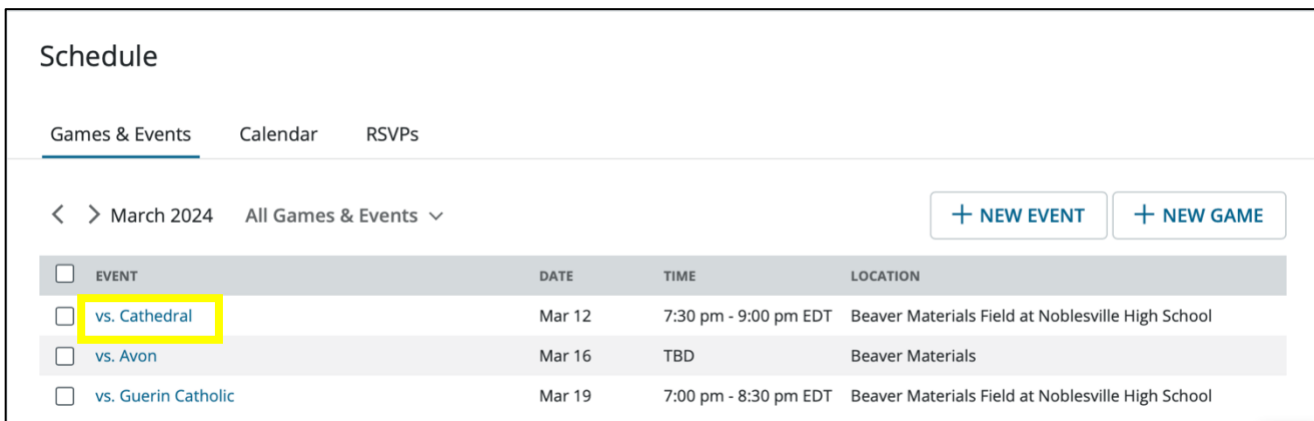 Schedule
Games & Events Calendar RSVPs
March 2024 All Games & Events + NEW EVENT + NEW GAME
EVENT DATE TIME LOCATION
vs. Cathedral Mar 12 7:30 pm - 9:00 pm EDT Beaver Materials Field at Noblesville High School
vs. Avon Mar 16 TBD Beaver Materials
vs. Guerin Catholic Mar 19 7:00 pm - 8:30 pm EDT Beaver Materials Field at Noblesville High School